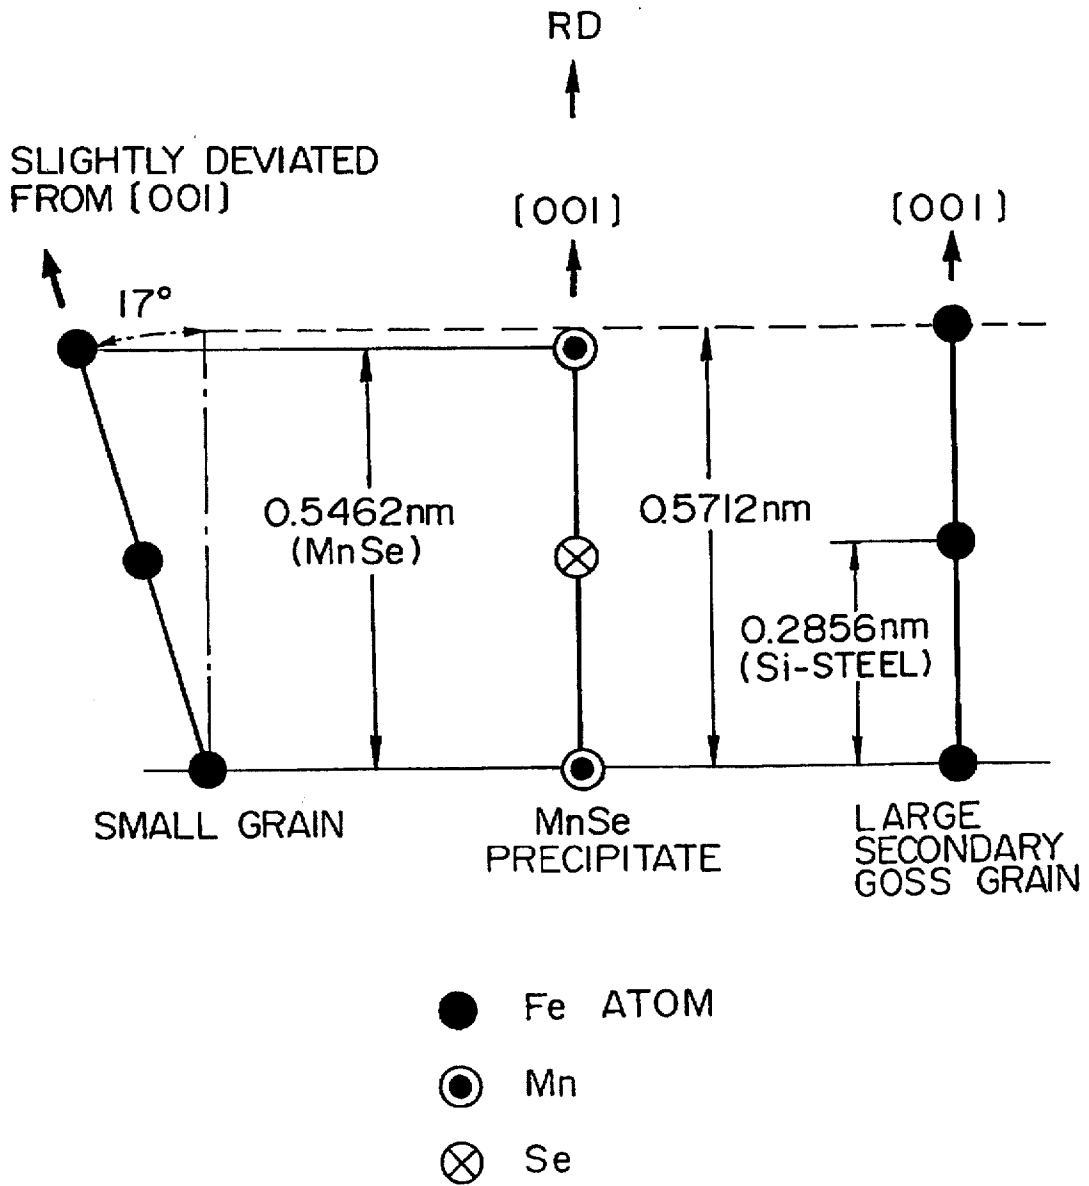 RD
SLIGHTLY DEVIATED
FROM [001]
[001]
[001]
17°
0.5462nm
(MnSe)
0.5712nm
0.2856nm
(Si-STEEL)
SMALL GRAIN
MnSe
PRECIPITATE
LARGE
SECONDARY
GOSS GRAIN
Fe ATOM
Mn
Se